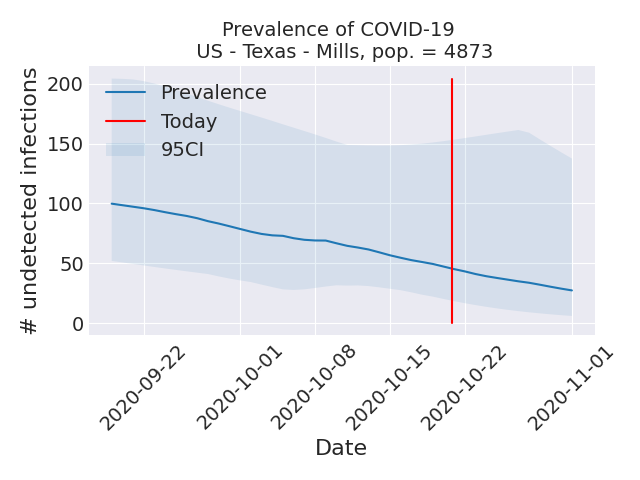 Prevalence of COVID-19
US - Texas - Mills, pop. = 4873
# undetected infections
200
150
100
50
0
Prevalence
Today
95CI
2020-09-22
2020-10-01
2020-10-08
2020-10-15
2020-10-22
2020-11-01
Date